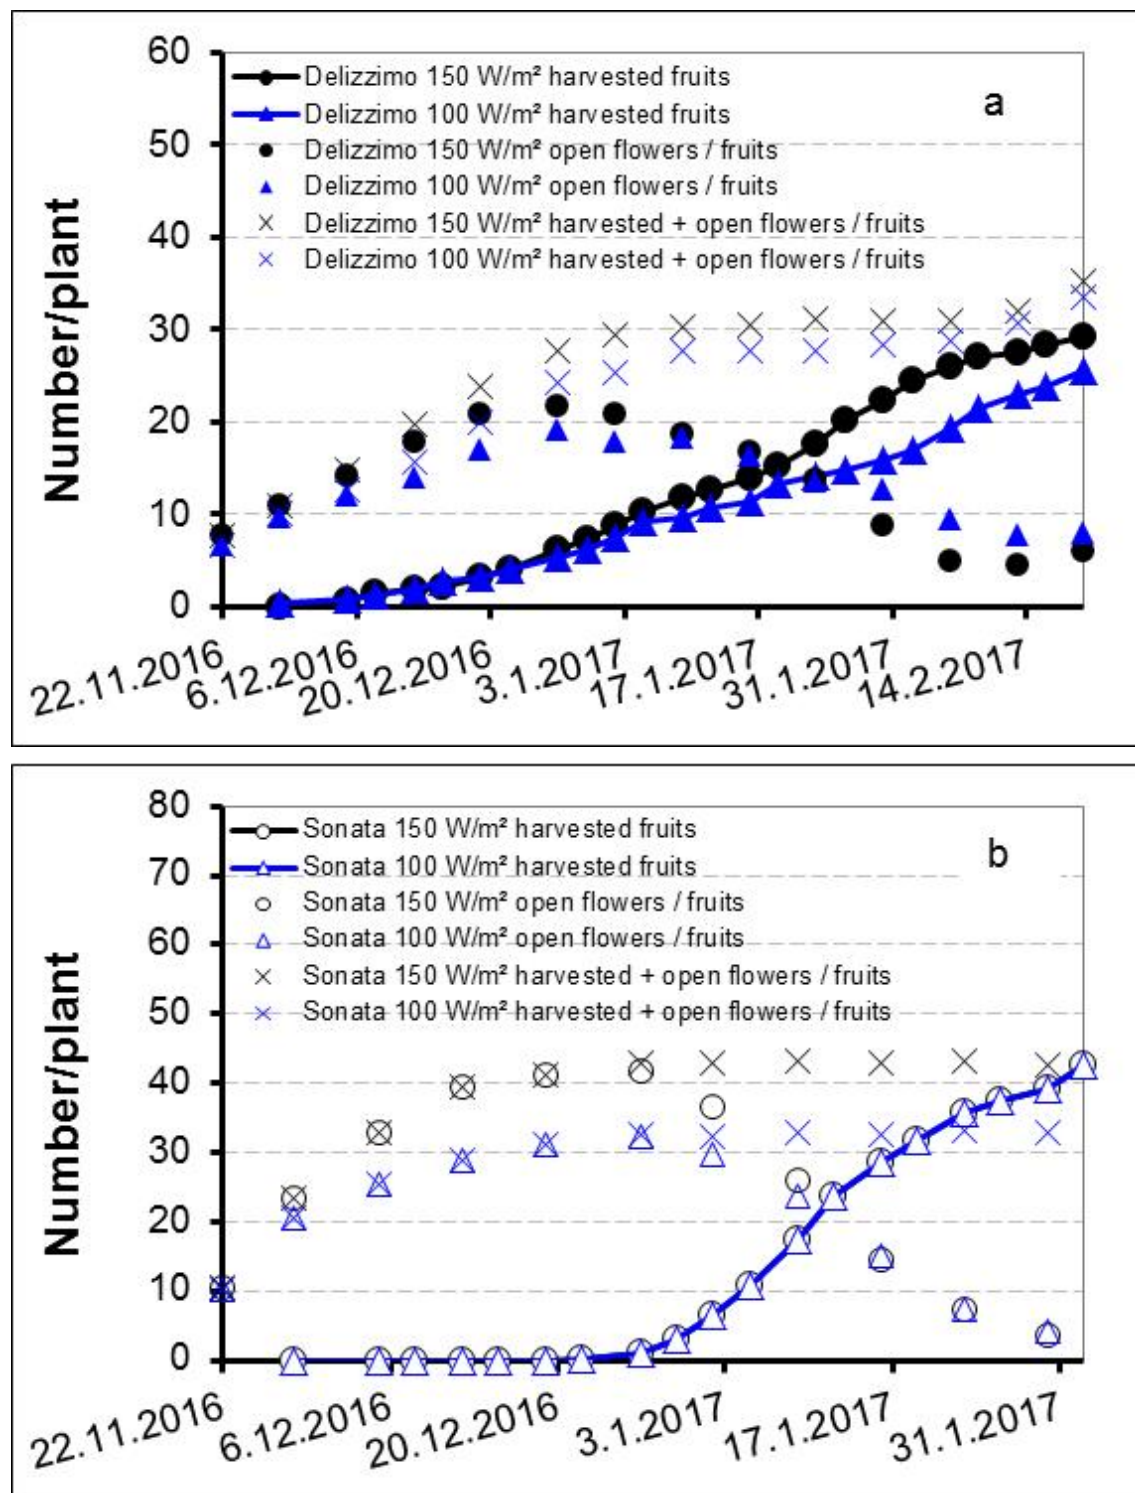 60
50
40
30
20
10
0
Number/plant
Delizzimo 150 W/m² harvested fruits
Delizzimo 100 W/m² harvested fruits
Delizzimo 150 W/m² open flowers / fruits
Delizzimo 100 W/m² open flowers / fruits
Delizzimo 150 W/m² harvested + open flowers / fruits
Delizzimo 100 W/m² harvested + open flowers / fruits
a
22.11.2016
6.12.2016
20.12.2016
3.1.2017
17.1.2017
31.1.2017
14.2.2017
80
70
60
50
40
30
20
10
0
Number/plant
Sonata 150 W/m² harvested fruits
Sonata 100 W/m² harvested fruits
Sonata 150 W/m² open flowers / fruits
Sonata 100 W/m² open flowers / fruits
Sonata 150 W/m² harvested + open flowers / fruits
Sonata 100 W/m² harvested + open flowers / fruits
b
22.11.2016
6.12.2016
20.12.2016
3.1.2017
17.1.2017
31.1.2017